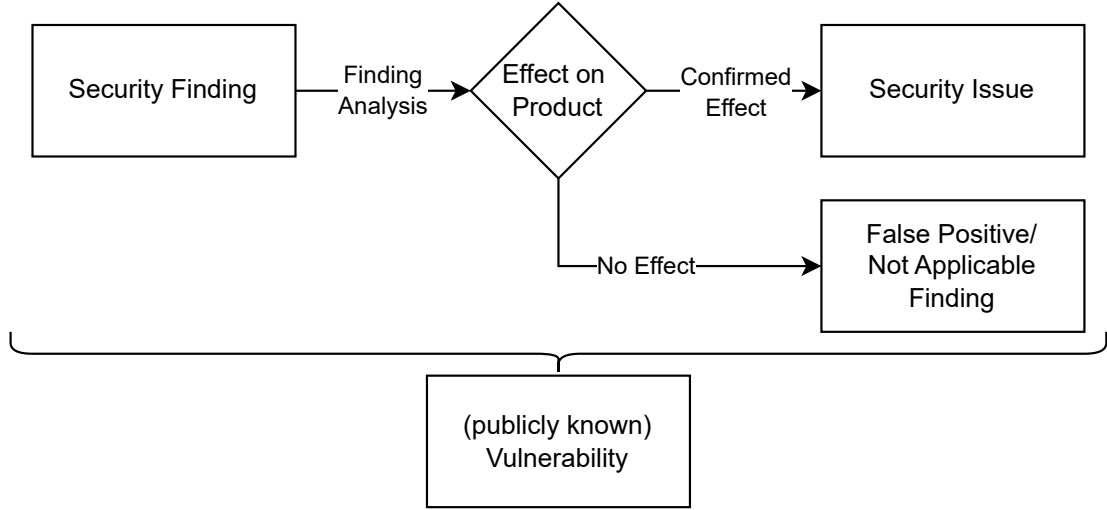 Security Finding
Finding
Analysis
Effect on
Product
Confirmed
Effect
Security Issue
No Effect
False Positive/
Not Applicable
Finding
(publicly known)
Vulnerability